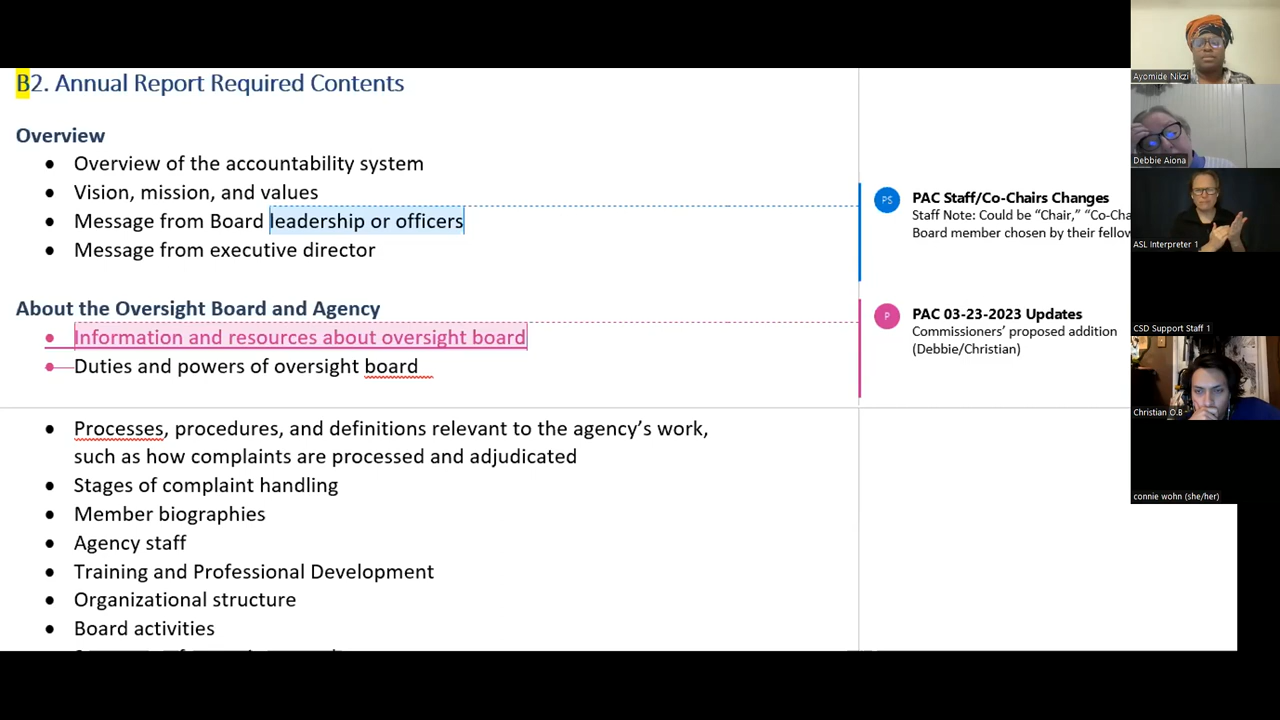 B2. Annual Report Required Contents
Overview
• Overview of the accountability system
• Vision, mission, and values
• Message from Board leadership or officers
• Message from executive director
About the Oversight Board and Agency
• Information and resources about oversight board
• Duties and powers of oversight board
• Processes, procedures, and definitions relevant to the agency's work,
such as how complaints are processed and adjudicated
• Stages of complaint handling
• Member biographies
• Agency staff
• Training and Professional Development
• Organizational structure
• Board activities
PS
PAC Staff/Co-Chairs Changes
Staff Note: Could be “Chair,” “Co-Cha
Board member chosen by their fellow
P
PAC 03-23-2023 Updates
Commissioners’ proposed addition
(Debbie/Christian)
Ayomide Nikzi
Debbie Aiona
ASL Interpreter 1
CSD Support Staff 1
Christian O.B
connie wohn (she/her)